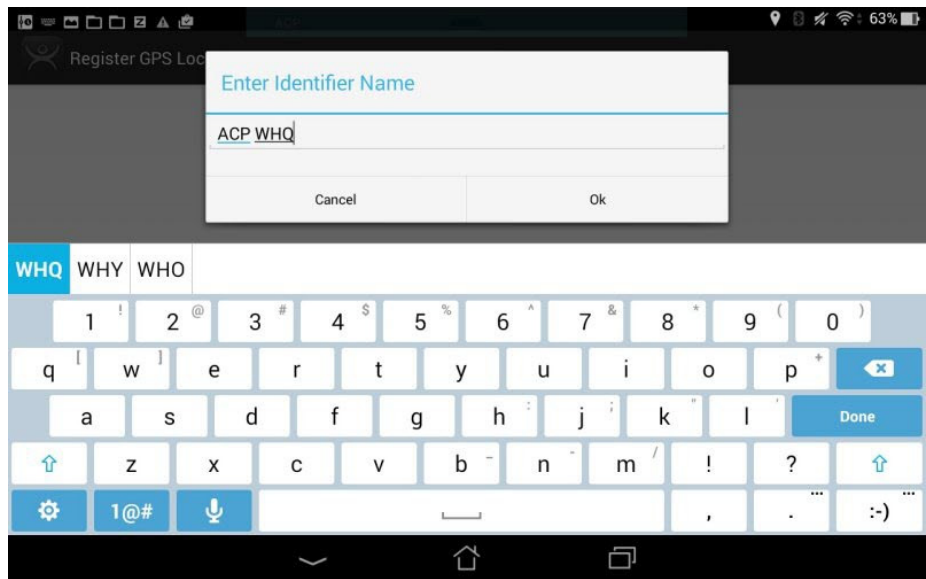 ACP
63%
Register GPS Loc
Enter Identifier Name
ACP WHQ
Cancel Ok
WHQ WHY WHO
1 ! 2 @ 3 # 4 $ 5 % 6 ^ 7 & 8 * 9 ( 0 )
q [ w ] e r t y u i o p +
a s d f g h : j ; k " l ' Done
z x c v b _ n - m / ! ?
1@# , . ... :-) ...